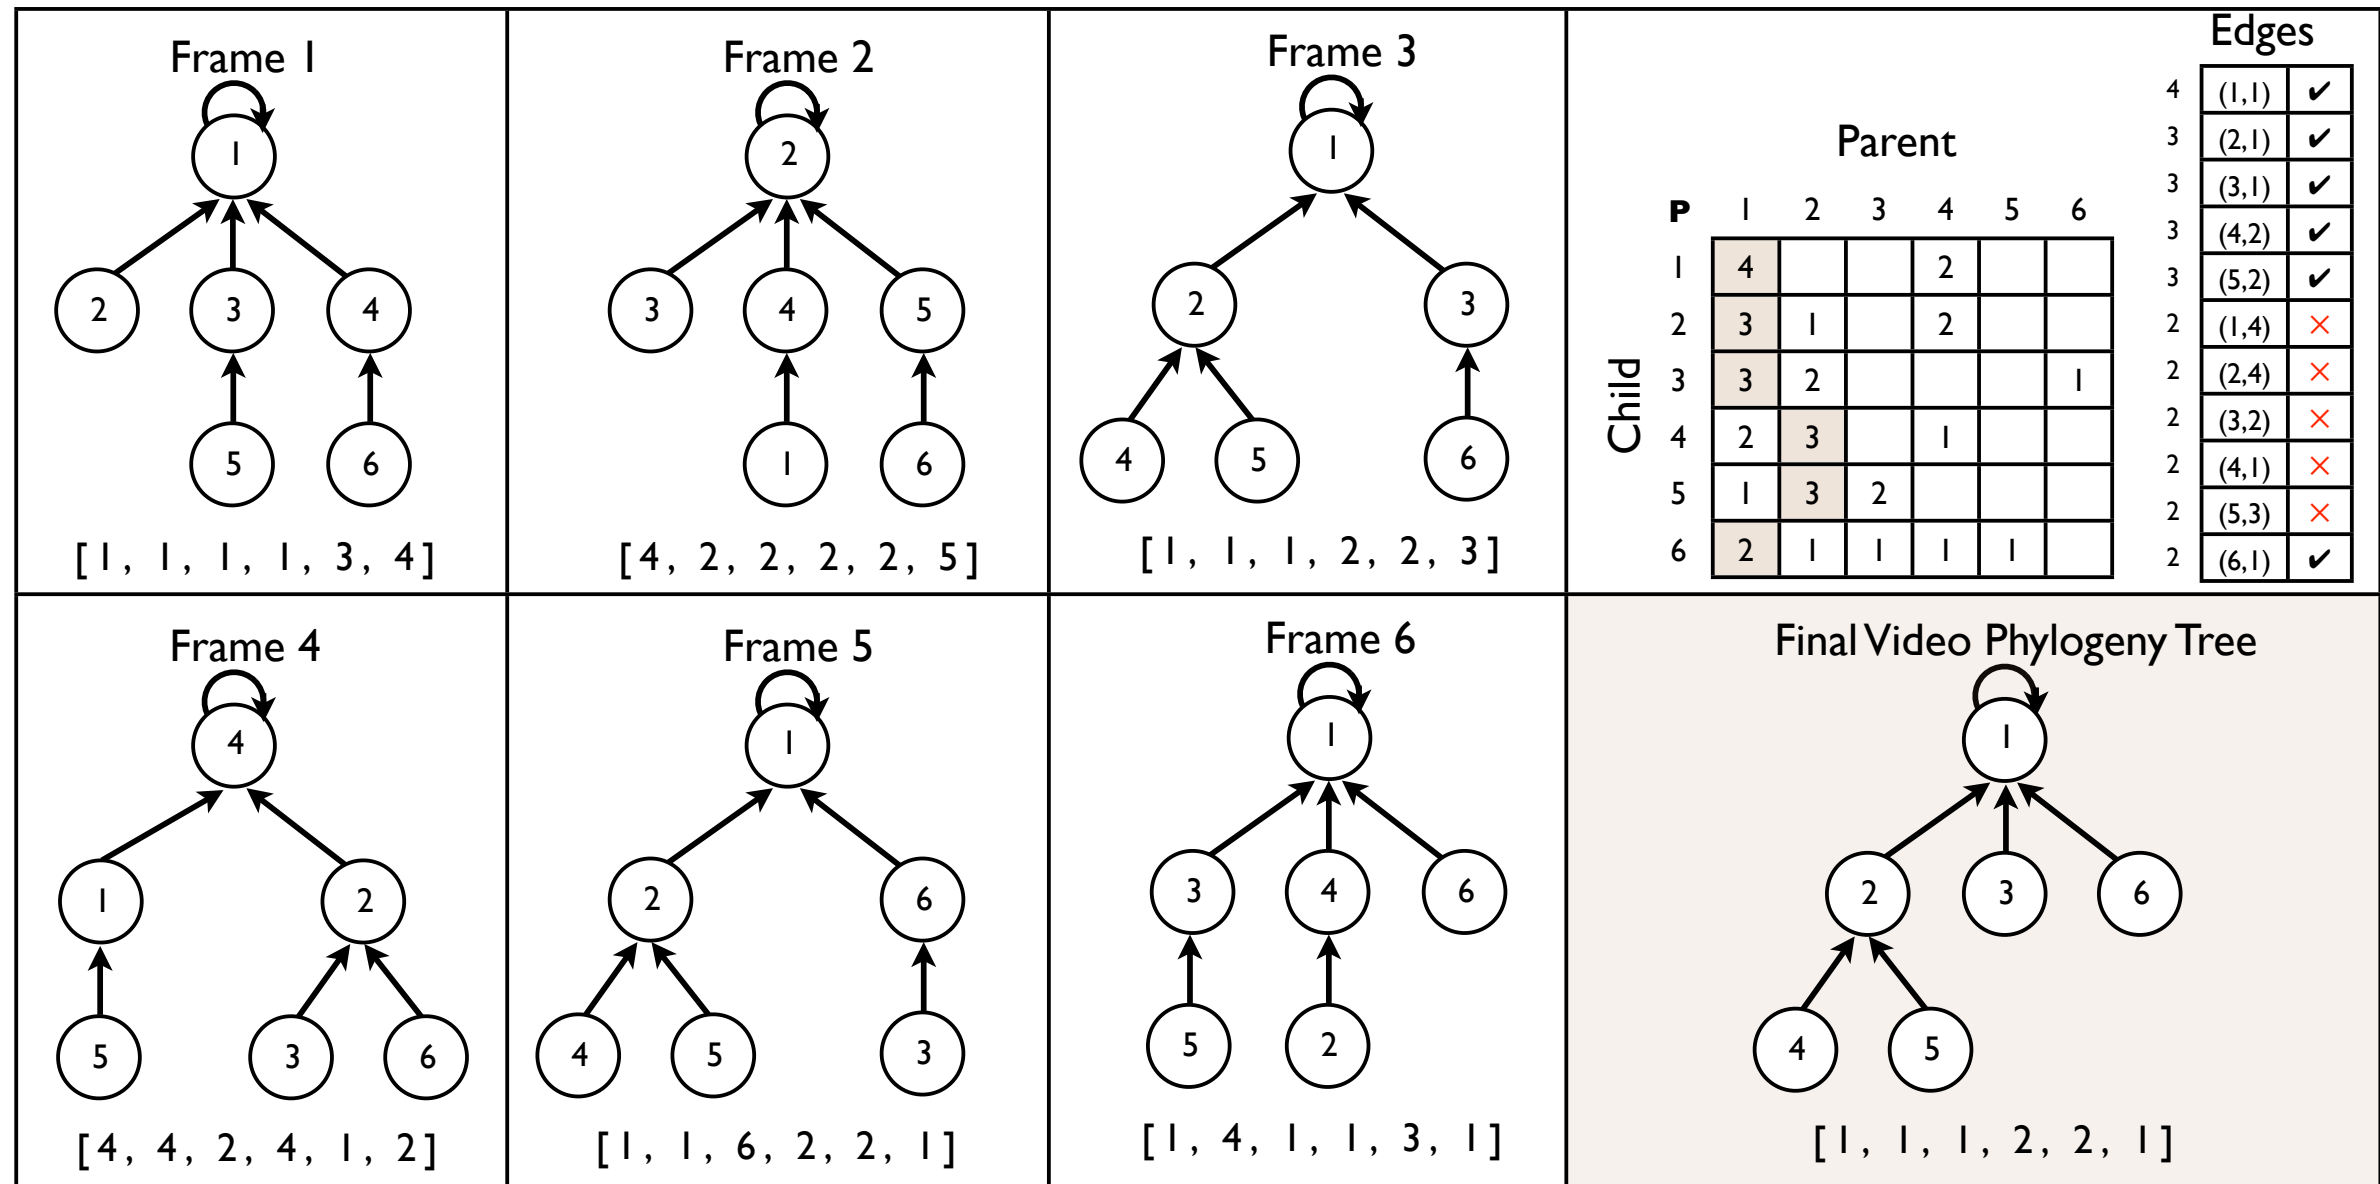 Frame 1
1
2 3 4
5 6
[1, 1, 1, 1, 3, 4]
Frame 2
2
3 4 5
1 6
[4, 2, 2, 2, 2, 5]
Frame 3
1
2 3
4 5 6
[1, 1, 1, 2, 2, 3]
Parent
P 1 2 3 4 5 6
Child
1 4 2
2 3 1 2
3 3 2 1
4 2 3 1
5 1 3 2
6 2 1 1 1 1
Edges
4 (1,1) ✔
3 (2,1) ✔
3 (3,1) ✔
3 (4,2) ✔
3 (5,2) ✔
2 (1,4) ×
2 (2,4) ×
2 (3,2) ×
2 (4,1) ×
2 (5,3) ×
2 (6,1) ✔
Frame 4
4
1 2
5 3 6
[4, 4, 2, 4, 1, 2]
Frame 5
1
2 6
4 5 3
[1, 1, 6, 2, 2, 1]
Frame 6
1
3 4 6
5 2
[1, 4, 1, 1, 3, 1]
Final Video Phylogeny Tree
1
2 3 6
4 5
[1, 1, 1, 2, 2, 1]